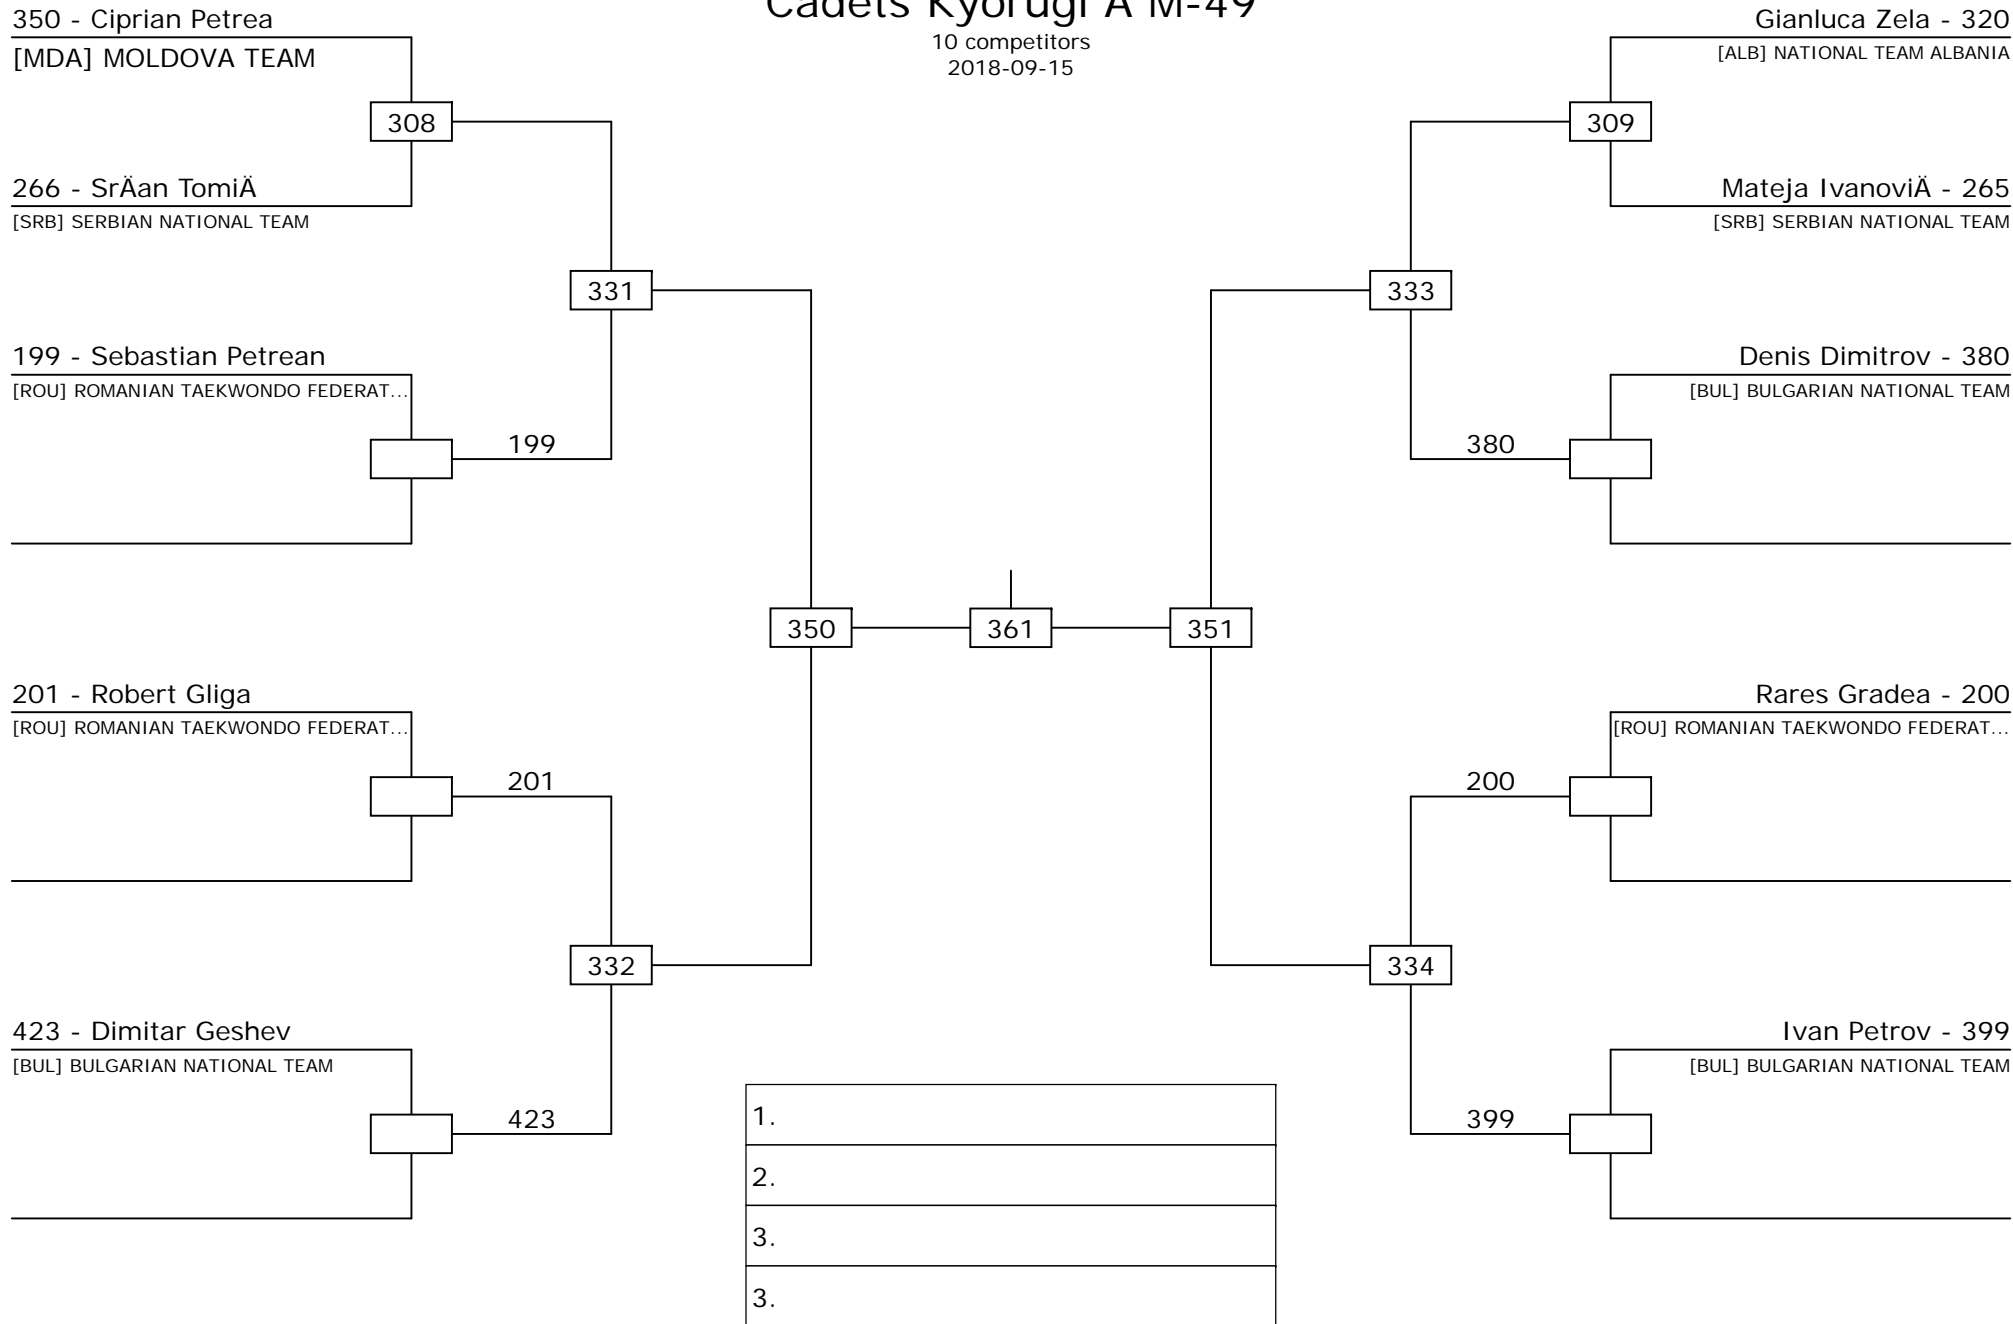 Cadets Kyorugi A M-49
10 competitors
2018-09-15
350 - Ciprian Petrea
[MDA] MOLDOVA TEAM
308
266 - SrÄan TomiÄ
[SRB] SERBIAN NATIONAL TEAM
331
199 - Sebastian Petrean
[ROU] ROMANIAN TAEKWONDO FEDERAT...
199
350
201 - Robert Gliga
[ROU] ROMANIAN TAEKWONDO FEDERAT...
201
332
423 - Dimitar Geshev
[BUL] BULGARIAN NATIONAL TEAM
423
361
Gianluca Zela - 320
[ALB] NATIONAL TEAM ALBANIA
309
Mateja IvanoviÄ - 265
[SRB] SERBIAN NATIONAL TEAM
333
Denis Dimitrov - 380
[BUL] BULGARIAN NATIONAL TEAM
380
351
Rares Gradea - 200
[ROU] ROMANIAN TAEKWONDO FEDERAT...
200
334
Ivan Petrov - 399
[BUL] BULGARIAN NATIONAL TEAM
399
1.
2.
3.
3.